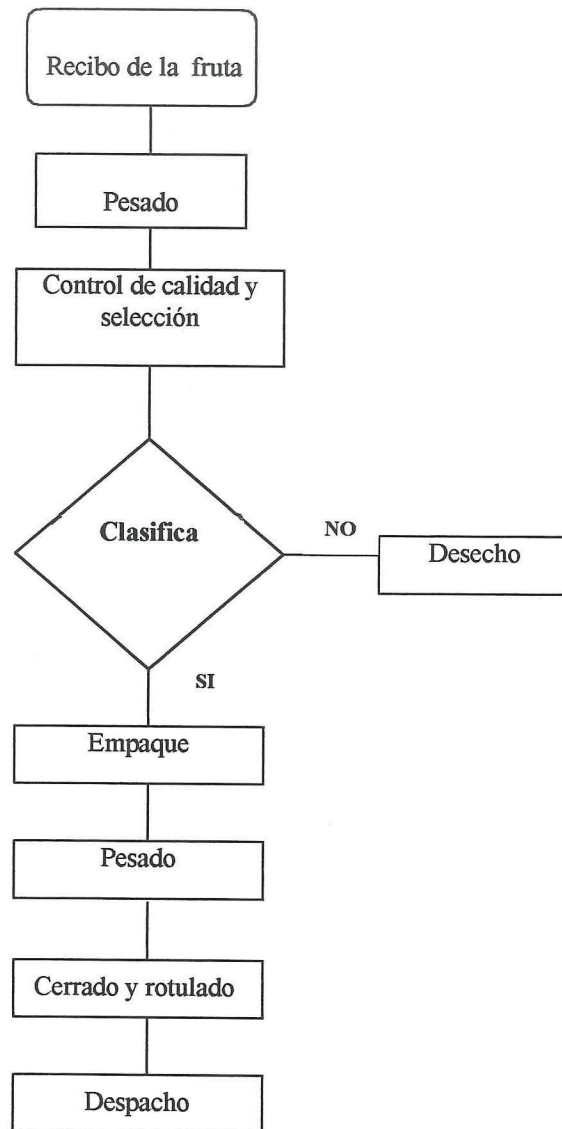 Recibo de la fruta
Pesado
Control de calidad y
selección
Clasifica
NO
Desecho
SI
Empaque
Pesado
Cerrado y rotulado
Despacho